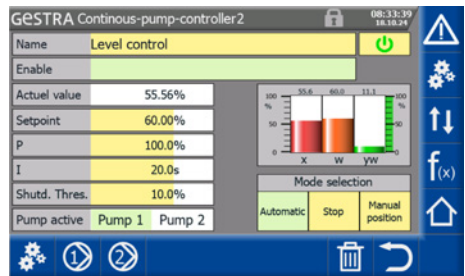 GESTRA Continous-pump-controller2
08:33:39
18.10.24
Name Level control
Enable
Actuel value 55.56%
Setpoint 60.00%
P 100.0%
I 20.0s
Shutd. Thres. 10.0%
Pump active Pump 1 Pump 2
55.6 60.0 11.1
100 100
% %
50 50
0 0
X W yw
Mode selection
Automatic Stop Manual position
f(x)
1 2